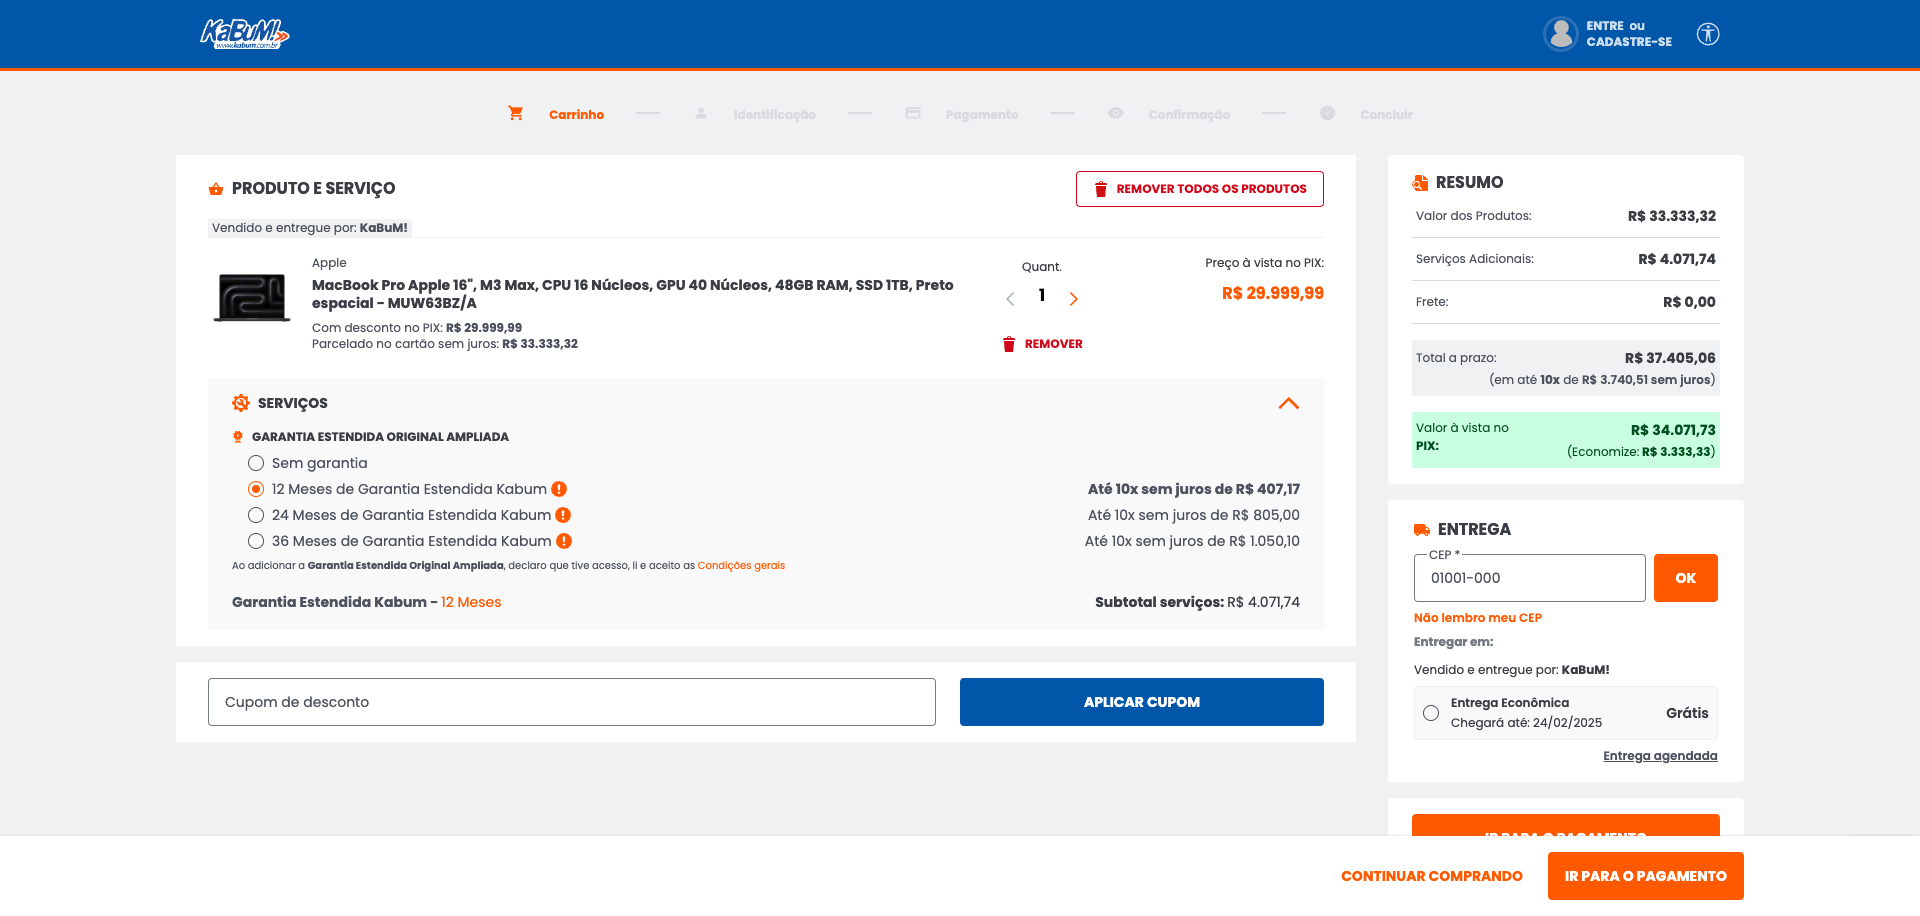 KaBuM!
www.kabum.com.br
ENTRE ou
CADASTRE-SE
Carrinho
Identificação
Pagamento
Confirmação
Concluir
PRODUTO E SERVIÇO
REMOVER TODOS OS PRODUTOS
Vendido e entregue por: KaBuM!
Apple
MacBook Pro Apple 16", M3 Max, CPU 16 Núcleos, GPU 40 Núcleos, 48GB RAM, SSD 1TB, Preto
espacial - MUW63BZ/A
Com desconto no PIX: R$ 29.999,99
Parcelado no cartão sem juros: R$ 33.333,32
Quant.
1
REMOVER
Preço à vista no PIX:
R$ 29.999,99
SERVIÇOS
GARANTIA ESTENDIDA ORIGINAL AMPLIADA
Sem garantia
12 Meses de Garantia Estendida Kabum
Até 10x sem juros de R$ 407,17
24 Meses de Garantia Estendida Kabum
Até 10x sem juros de R$ 805,00
36 Meses de Garantia Estendida Kabum
Até 10x sem juros de R$ 1.050,10
Ao adicionar a Garantia Estendida Original Ampliada, declaro que tive acesso, li e aceito as Condições gerais
Garantia Estendida Kabum - 12 Meses
Subtotal serviços: R$ 4.071,74
Cupom de desconto
APLICAR CUPOM
RESUMO
Valor dos Produtos:
R$ 33.333,32
Serviços Adicionais:
R$ 4.071,74
Frete:
R$ 0,00
Total a prazo:
R$ 37.405,06
(em até 10x de R$ 3.740,51 sem juros)
Valor à vista no
PIX:
R$ 34.071,73
(Economize: R$ 3.333,33)
ENTREGA
CEP *
01001-000
OK
Não lembro meu CEP
Entregar em:
Vendido e entregue por: KaBuM!
Entrega Econômica
Chegará até: 24/02/2025
Grátis
Entrega agendada
IR PARA O PAGAMENTO
CONTINUAR COMPRANDO
IR PARA O PAGAMENTO